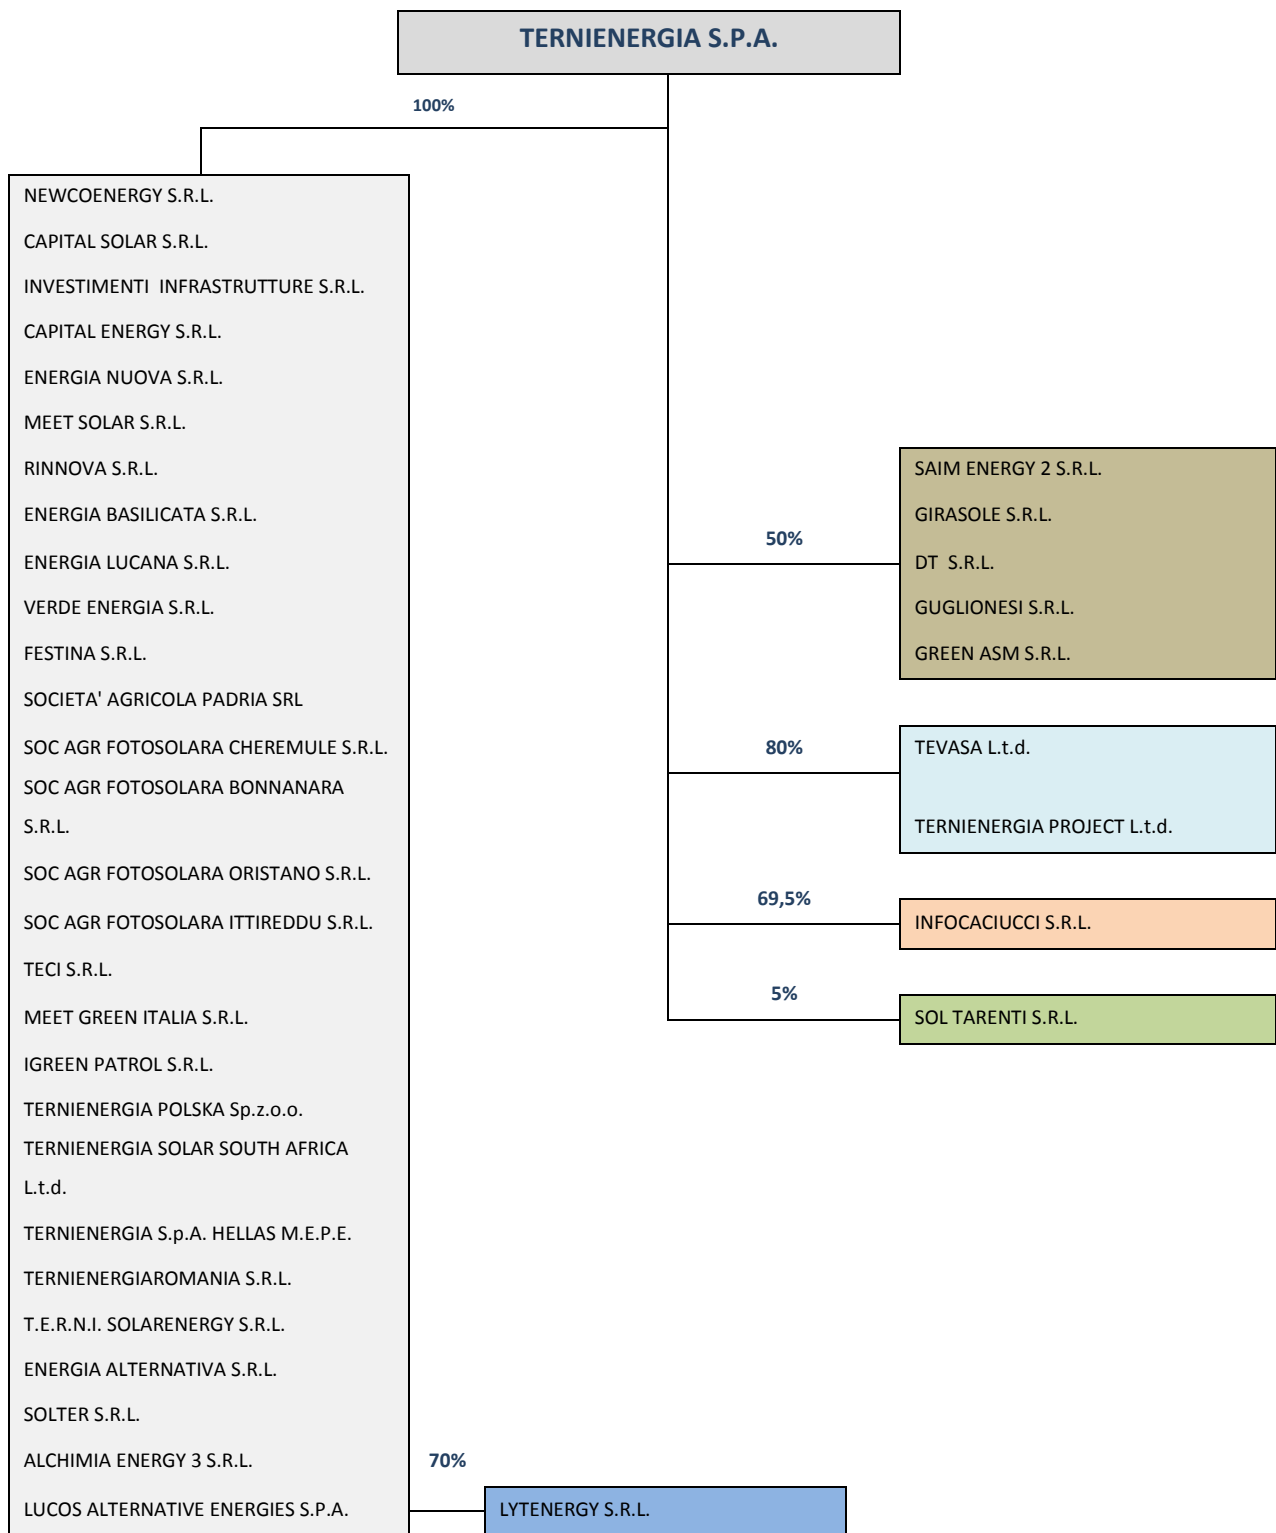 TERNIENERGIA S.P.A.
100%
NEWCOENERGY S.R.L.
CAPITAL SOLAR S.R.L.
INVESTIMENTI  INFRASTRUTTURE S.R.L.
CAPITAL ENERGY S.R.L.
ENERGIA NUOVA S.R.L.
MEET SOLAR S.R.L.
RINNOVA S.R.L.
ENERGIA BASILICATA S.R.L.
ENERGIA LUCANA S.R.L.
VERDE ENERGIA S.R.L.
FESTINA S.R.L.
SOCIETA' AGRICOLA PADRIA SRL
SOC AGR FOTOSOLARA CHEREMULE S.R.L.
SOC AGR FOTOSOLARA BONNANARA
S.R.L.
SOC AGR FOTOSOLARA ORISTANO S.R.L.
SOC AGR FOTOSOLARA ITTIREDDU S.R.L.
TECI S.R.L.
MEET GREEN ITALIA S.R.L.
IGREEN PATROL S.R.L.
TERNIENERGIA POLSKA Sp.z.o.o.
TERNIENERGIA SOLAR SOUTH AFRICA
L.t.d.
TERNIENERGIA S.p.A. HELLAS M.E.P.E.
TERNIENERGIAROMANIA S.R.L.
T.E.R.N.I. SOLARENERGY S.R.L.
ENERGIA ALTERNATIVA S.R.L.
SOLTER S.R.L.
ALCHIMIA ENERGY 3 S.R.L.
LUCOS ALTERNATIVE ENERGIES S.P.A.
70%
LYTENERGY S.R.L.
50%
SAIM ENERGY 2 S.R.L.
GIRASOLE S.R.L.
DT  S.R.L.
GUGLIONESI S.R.L.
GREEN ASM S.R.L.
80%
TEVASA L.t.d.
TERNIENERGIA PROJECT L.t.d.
69,5%
INFOCACIUCCI S.R.L.
5%
SOL TARENTI S.R.L.